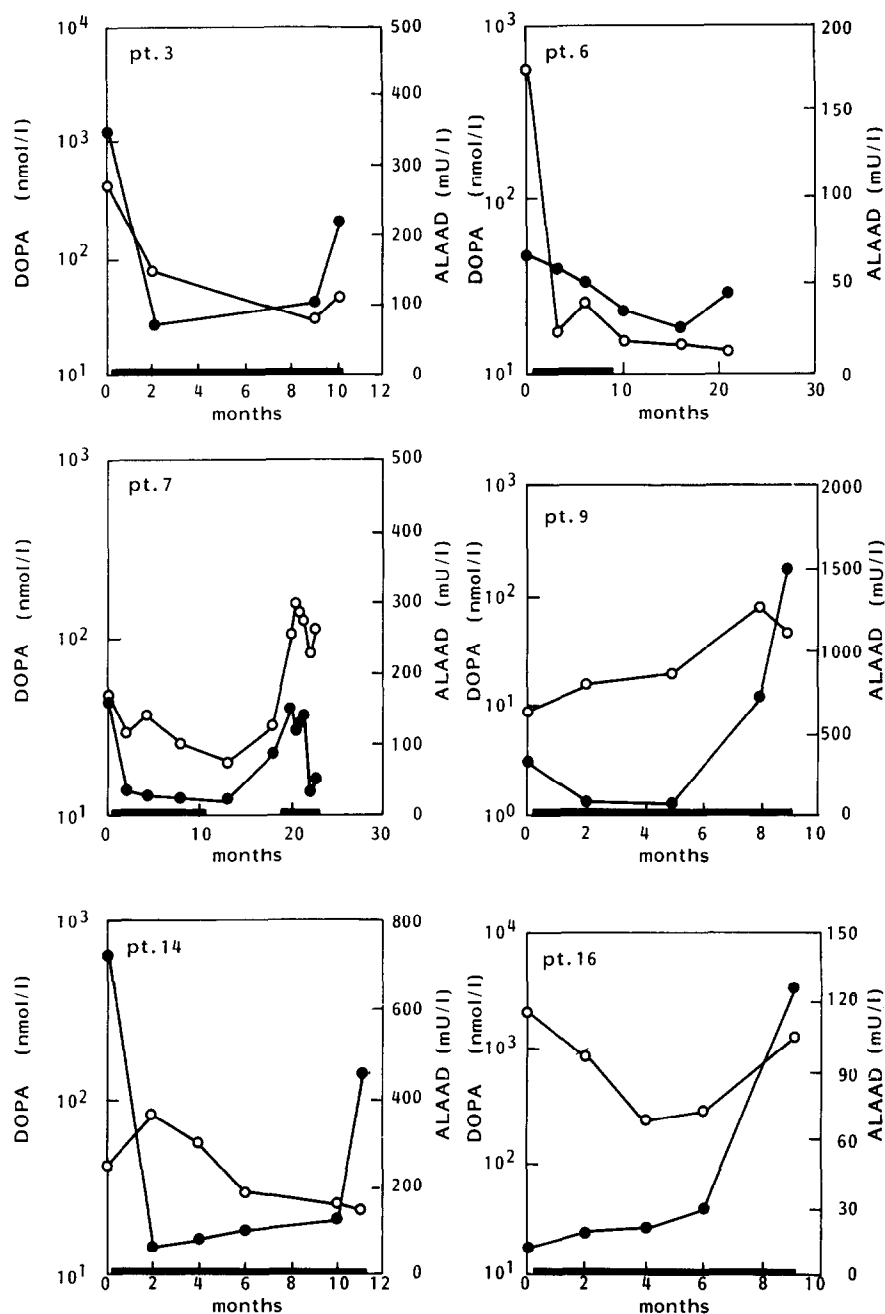 pt.3
10⁴
10³
10²
10¹
DOPA (nmol/l)
500
400
300
200
100
0
ALAAD (mU/l)
0 2 4 6 8 10 12
months
pt.6
10³
10²
10¹
DOPA (nmol/l)
200
150
100
50
0
ALAAD (mU/l)
0 10 20 30
months
pt.7
10³
10²
10¹
DOPA (nmol/l)
500
400
300
200
100
0
ALAAD (mU/l)
0 10 20 30
months
pt.9
10³
10²
10¹
10⁰
DOPA (nmol/l)
2000
1500
1000
500
0
ALAAD (mU/l)
0 2 4 6 8 10
months
pt.14
10³
10²
10¹
DOPA (nmol/l)
800
600
400
200
0
ALAAD (mU/l)
0 2 4 6 8 10 12
months
pt.16
10⁴
10³
10²
10¹
DOPA (nmol/l)
150
120
90
60
30
0
ALAAD (mU/l)
0 2 4 6 8 10
months